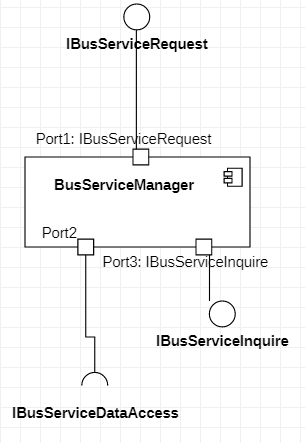 IBusServiceRequest
Port1: IBusServiceRequest
BusServiceManager
Port2
Port3: IBusServiceInquire
IBusServiceInquire
IBusServiceDataAccess